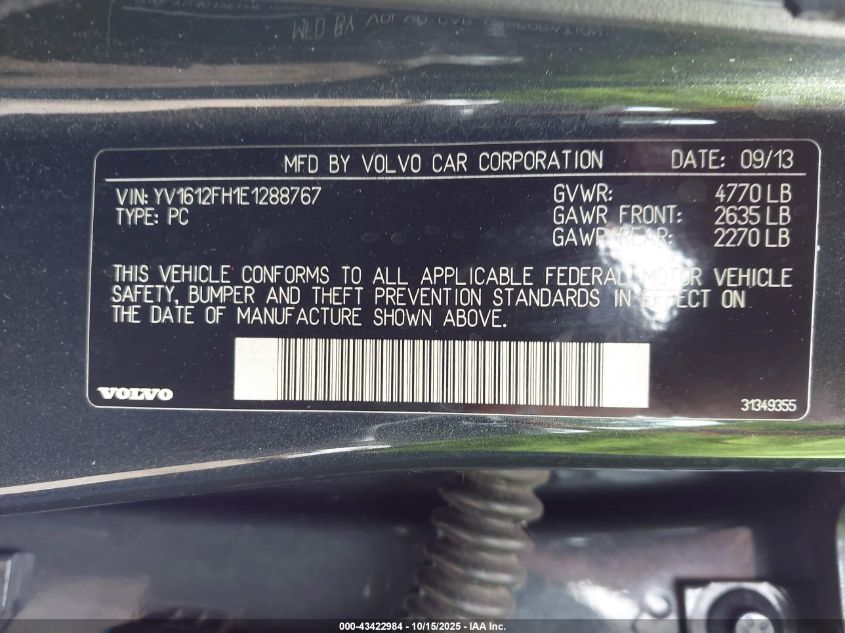 MFD BY VOLVO CAR CORPORATION DATE: 09/13
VIN: YV1612FH1E1288767 GVWR: 4770 LB
TYPE: PC GAWR FRONT: 2635 LB
GAWR REAR: 2270 LB
THIS VEHICLE CONFORMS TO ALL APPLICABLE FEDERAL MOTOR VEHICLE
SAFETY, BUMPER AND THEFT PREVENTION STANDARDS IN EFFECT ON
THE DATE OF MANUFACTURE SHOWN ABOVE.
VOLVO
31349355
000-43422984 - 10/15/2025 - IAA Inc.